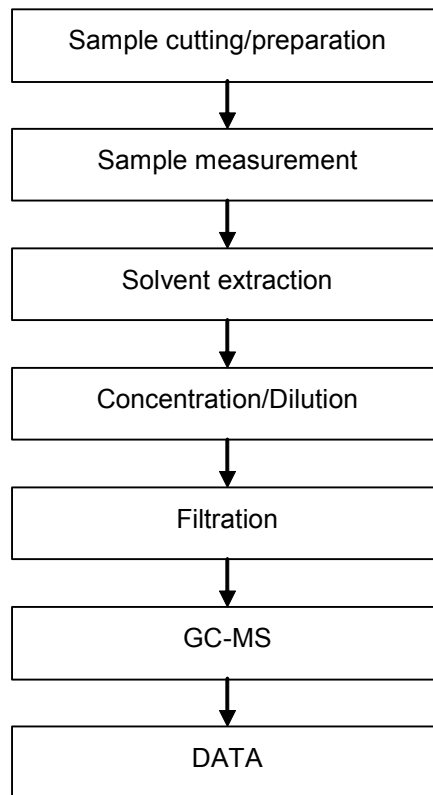 Sample cutting/preparation
Sample measurement
Solvent extraction
Concentration/Dilution
Filtration
GC-MS
DATA